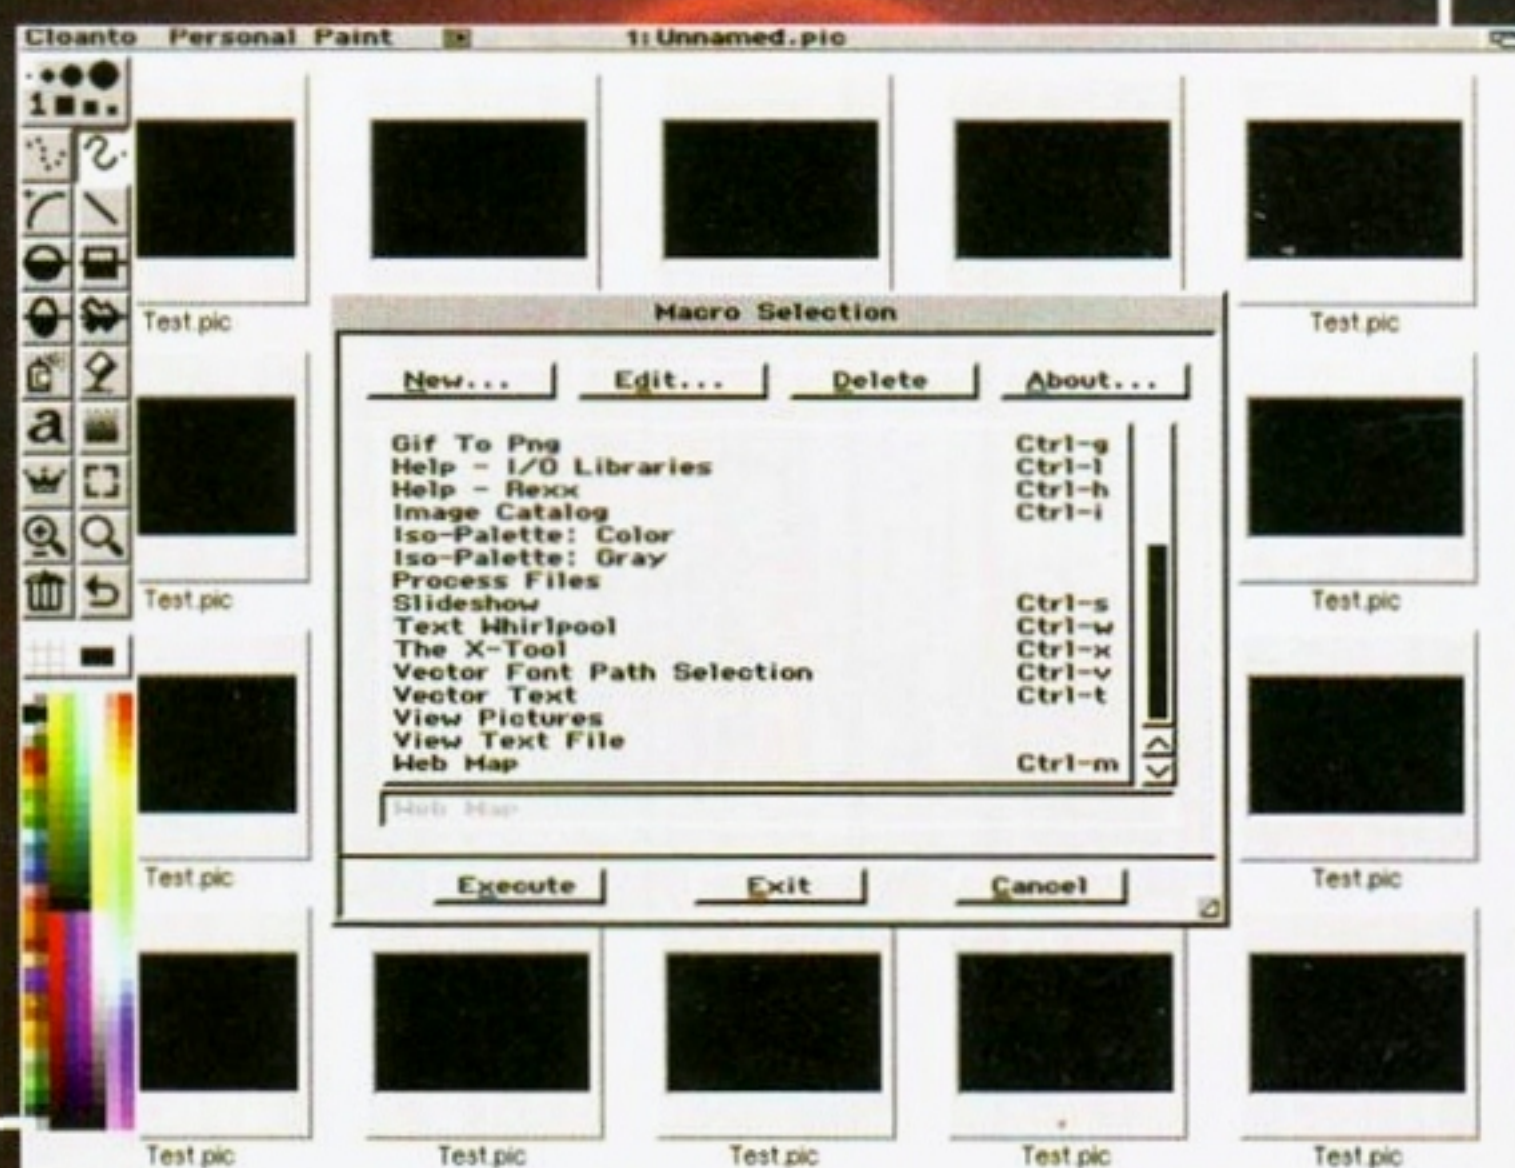 Cloanto Personal Paint 1: Unnamed.pic
1
a
Test.pic
Test.pic
Macro Selection
New... Edit... Delete About...
Gif To Png Ctrl-g
Help - I/O Libraries Ctrl-l
Help - Rexx Ctrl-h
Image Catalog Ctrl-i
Iso-Palette: Color
Iso-Palette: Gray
Process Files
Slideshow Ctrl-s
Text Whirlpool Ctrl-w
The X-Tool Ctrl-x
Vector Font Path Selection Ctrl-v
Vector Text Ctrl-t
View Pictures
View Text File
Web Map Ctrl-m
Web Map
Execute Exit Cancel
Test.pic
Test.pic
Test.pic
Test.pic
Test.pic Test.pic Test.pic Test.pic Test.pic